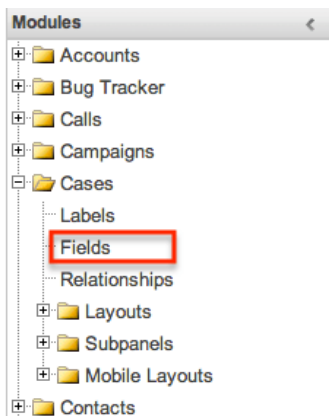 Modules
Accounts
Bug Tracker
Calls
Campaigns
Cases
Labels
Fields
Relationships
Layouts
Subpanels
Mobile Layouts
Contacts